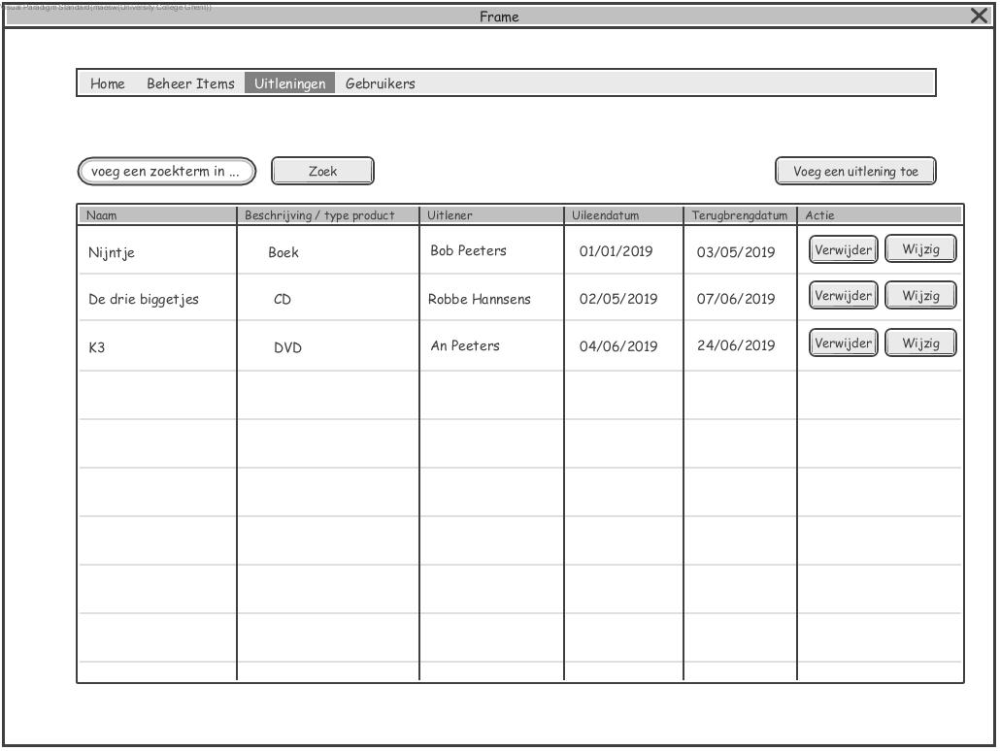 Visual Paradigm Standard(maesw(University College Ghent))
Frame
Home Beheer Items Uitleningen Gebruikers
voeg een zoekterm in ... Zoek Voeg een uitlening toe
Naam Beschrijving / type product Uitlener Uileendatum Terugbrengdatum Actie
Nijntje Boek Bob Peeters 01/01/2019 03/05/2019 Verwijder Wijzig
De drie biggetjes CD Robbe Hannsens 02/05/2019 07/06/2019 Verwijder Wijzig
K3 DVD An Peeters 04/06/2019 24/06/2019 Verwijder Wijzig